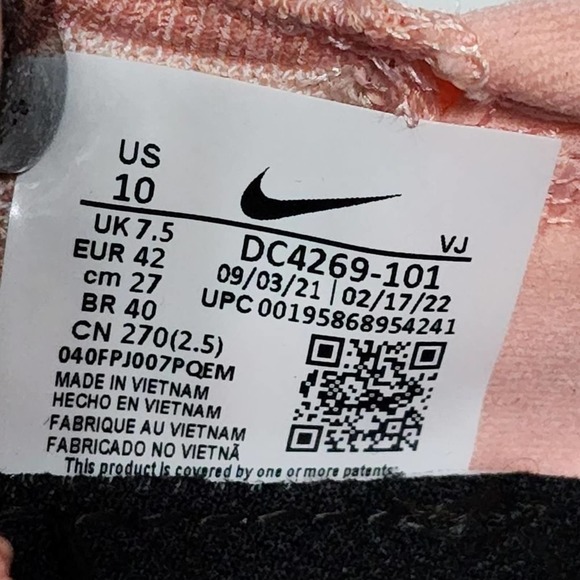 US
10
UK 7.5
EUR 42
cm 27
BR 40
CN 270(2.5)
040FPJ007PQEM
MADE IN VIETNAM
HECHO EN VIETNAM
FABRIQUE AU VIETNAM
FABRICADO NO VIETNÃ
This product is covered by one or more patents
VJ
DC4269-101
09/03/21 | 02/17/22
UPC 00195868954241